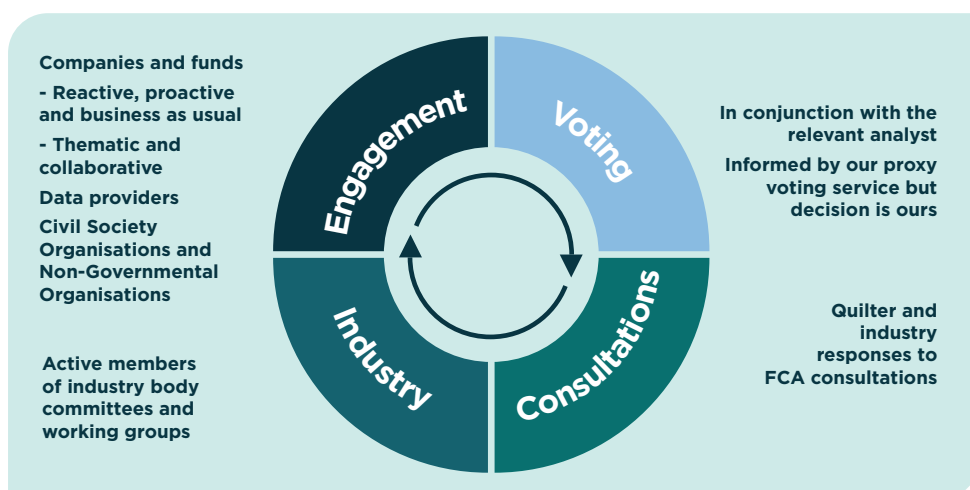 Companies and funds
- Reactive, proactive
and business as usual
- Thematic and
collaborative
Data providers
Civil Society
Organisations and
Non-Governmental
Organisations
Engagement
Voting
In conjunction with the
relevant analyst
Informed by our proxy
voting service but
decision is ours
Active members
of industry body
committees and
working groups
Industry
Consultations
Quilter and
industry
responses to
FCA consultations